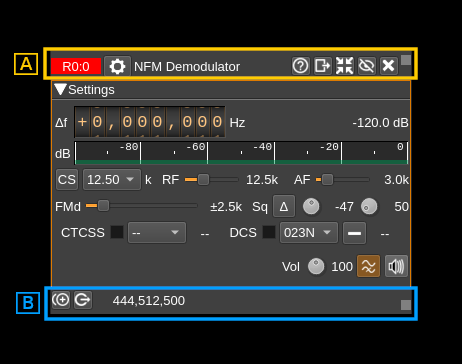 A R0:0 NFM Demodulator ?
Settings
Δf +0,000,000 Hz -120.0 dB
dB -80 -60 -40 -20 0
CS 12.50 k RF 12.5k AF 3.0k
FMd ±2.5k Sq Δ -47 50
CTCSS -- -- DCS 023N --
Vol 100
B 444,512,500